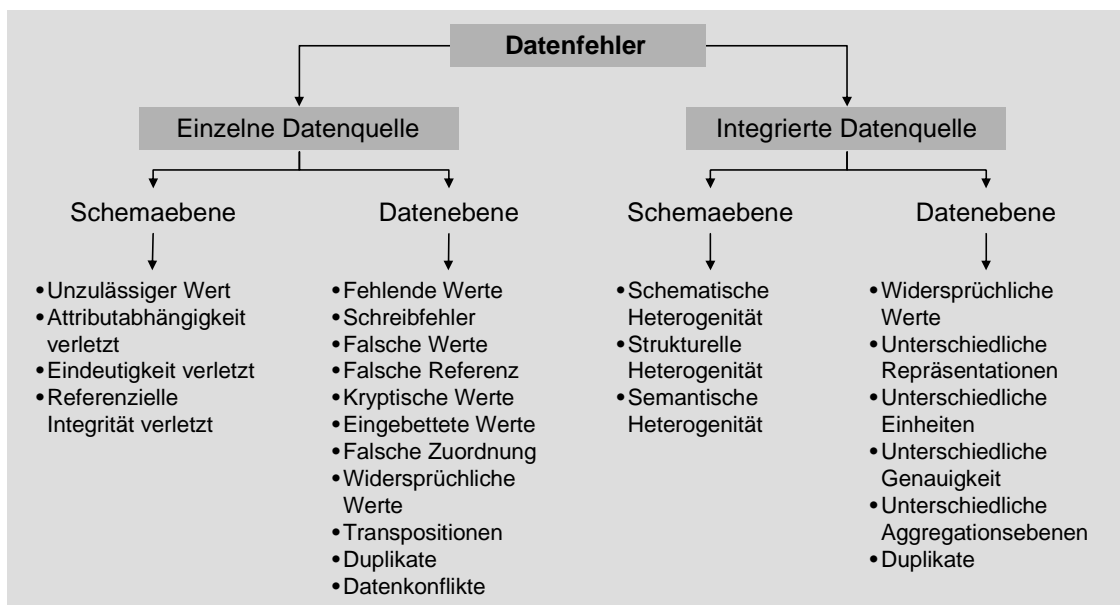 Datenfehler
Einzelne Datenquelle
Integrierte Datenquelle
Schemaebene
Datenebene
Schemaebene
Datenebene
•Unzulässiger Wert
•Attributabhängigkeit
verletzt
•Eindeutigkeit verletzt
•Referenzielle
Integrität verletzt
•Fehlende Werte
•Schreibfehler
•Falsche Werte
•Falsche Referenz
•Kryptische Werte
•Eingebettete Werte
•Falsche Zuordnung
•Widersprüchliche
Werte
•Transpositionen
•Duplikate
•Datenkonflikte
•Schematische
Heterogenität
•Strukturelle
Heterogenität
•Semantische
Heterogenität
•Widersprüchliche
Werte
•Unterschiedliche
Repräsentationen
•Unterschiedliche
Einheiten
•Unterschiedliche
Genauigkeit
•Unterschiedliche
Aggregationsebenen
•Duplikate